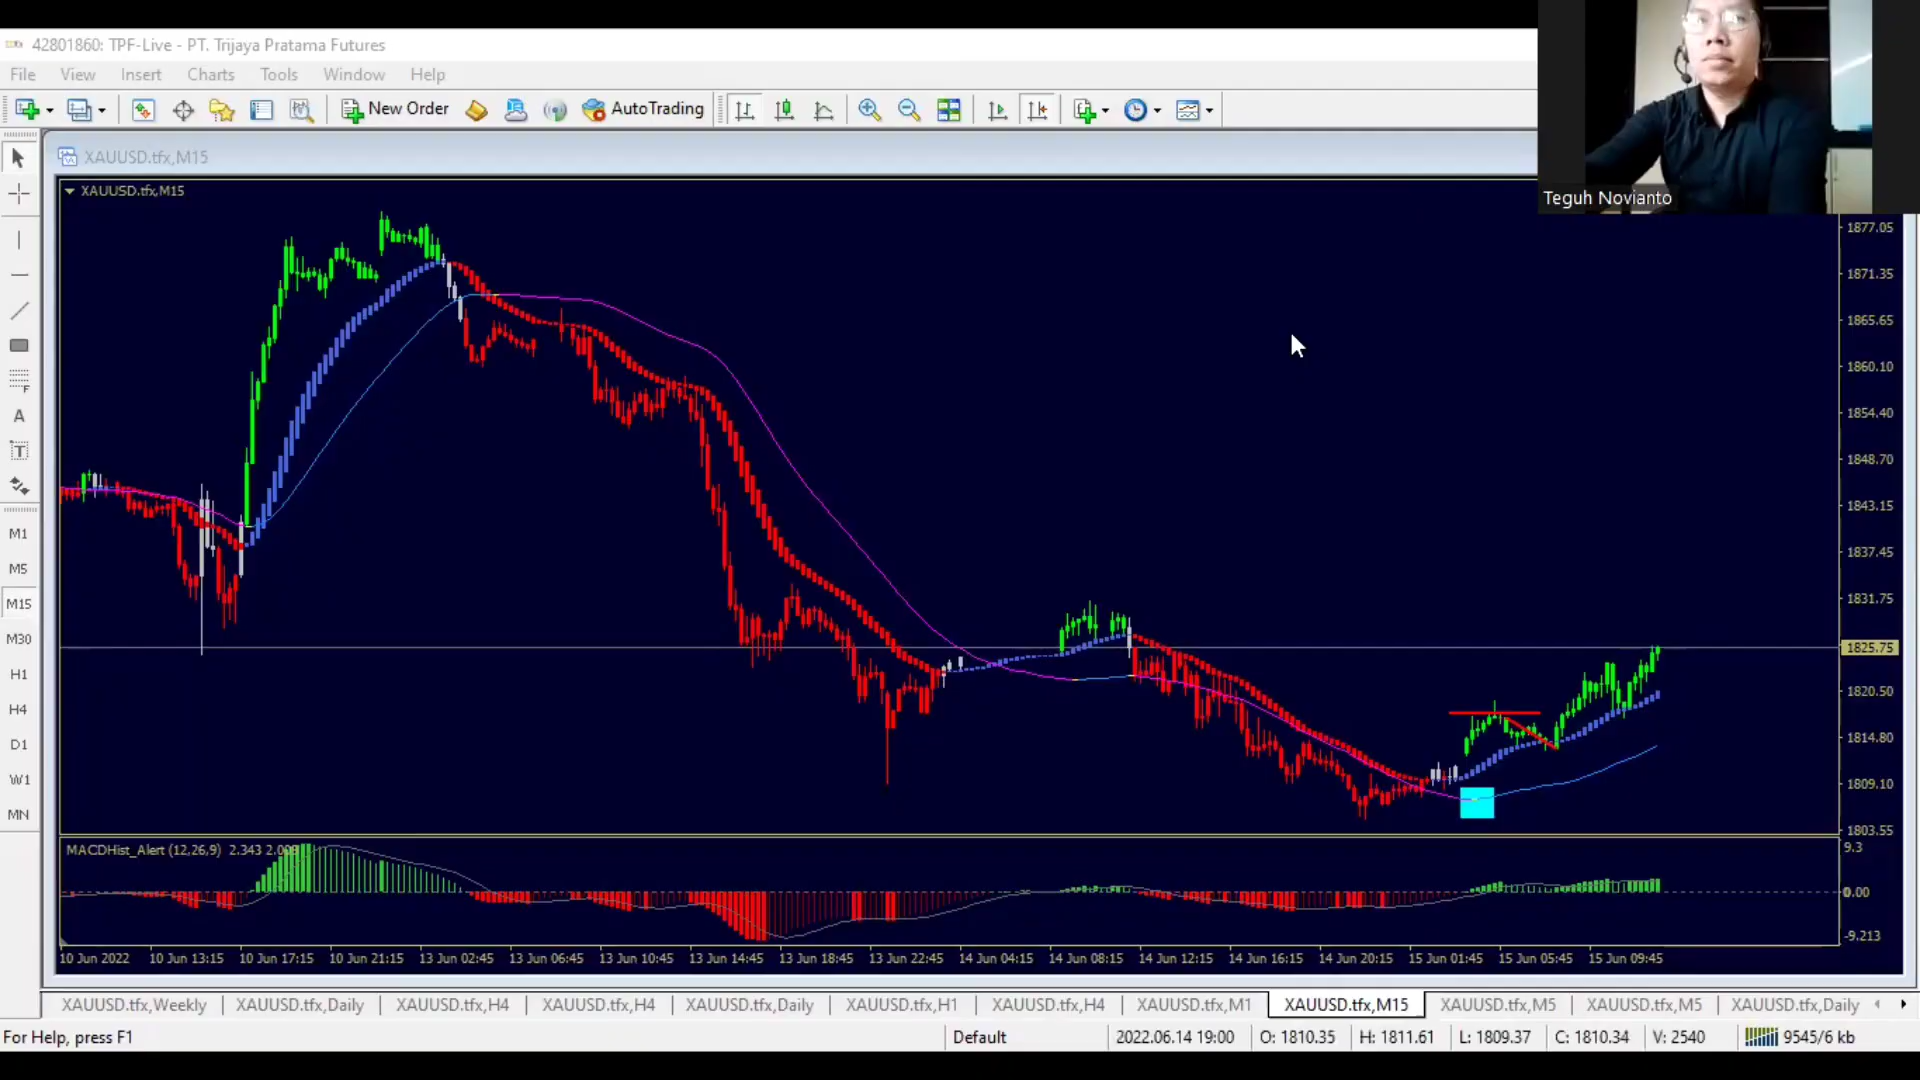 42801860: TPF-Live - PT. Trijaya Pratama Futures
File View Insert Charts Tools Window Help
New Order AutoTrading
Teguh Novianto
XAUUSD.tfx,M15
XAUUSD.tfx,M15
1877.05
1871.35
1865.65
1860.10
1854.40
1848.70
1843.15
1837.45
1831.75
1825.75
1820.50
1814.80
1809.10
1803.55
F
A
T
M1
M5
M15
M30
H1
H4
D1
W1
MN
MACDHist_Alert (12,26,9) 2.343 2.009
9.3
0.00
-9.213
10 Jun 2022 10 Jun 13:15 10 Jun 17:15 10 Jun 21:15 13 Jun 02:45 13 Jun 06:45 13 Jun 10:45 13 Jun 14:45 13 Jun 18:45 13 Jun 22:45 14 Jun 04:15 14 Jun 08:15 14 Jun 12:15 14 Jun 16:15 14 Jun 20:15 15 Jun 01:45 15 Jun 05:45 15 Jun 09:45
XAUUSD.tfx,Weekly XAUUSD.tfx,Daily XAUUSD.tfx,H4 XAUUSD.tfx,H4 XAUUSD.tfx,Daily XAUUSD.tfx,H1 XAUUSD.tfx,H4 XAUUSD.tfx,M1 XAUUSD.tfx,M15 XAUUSD.tfx,M5 XAUUSD.tfx,M5 XAUUSD.tfx,Daily
For Help, press F1 Default 2022.06.14 19:00 O: 1810.35 H: 1811.61 L: 1809.37 C: 1810.34 V: 2540 9545/6 kb